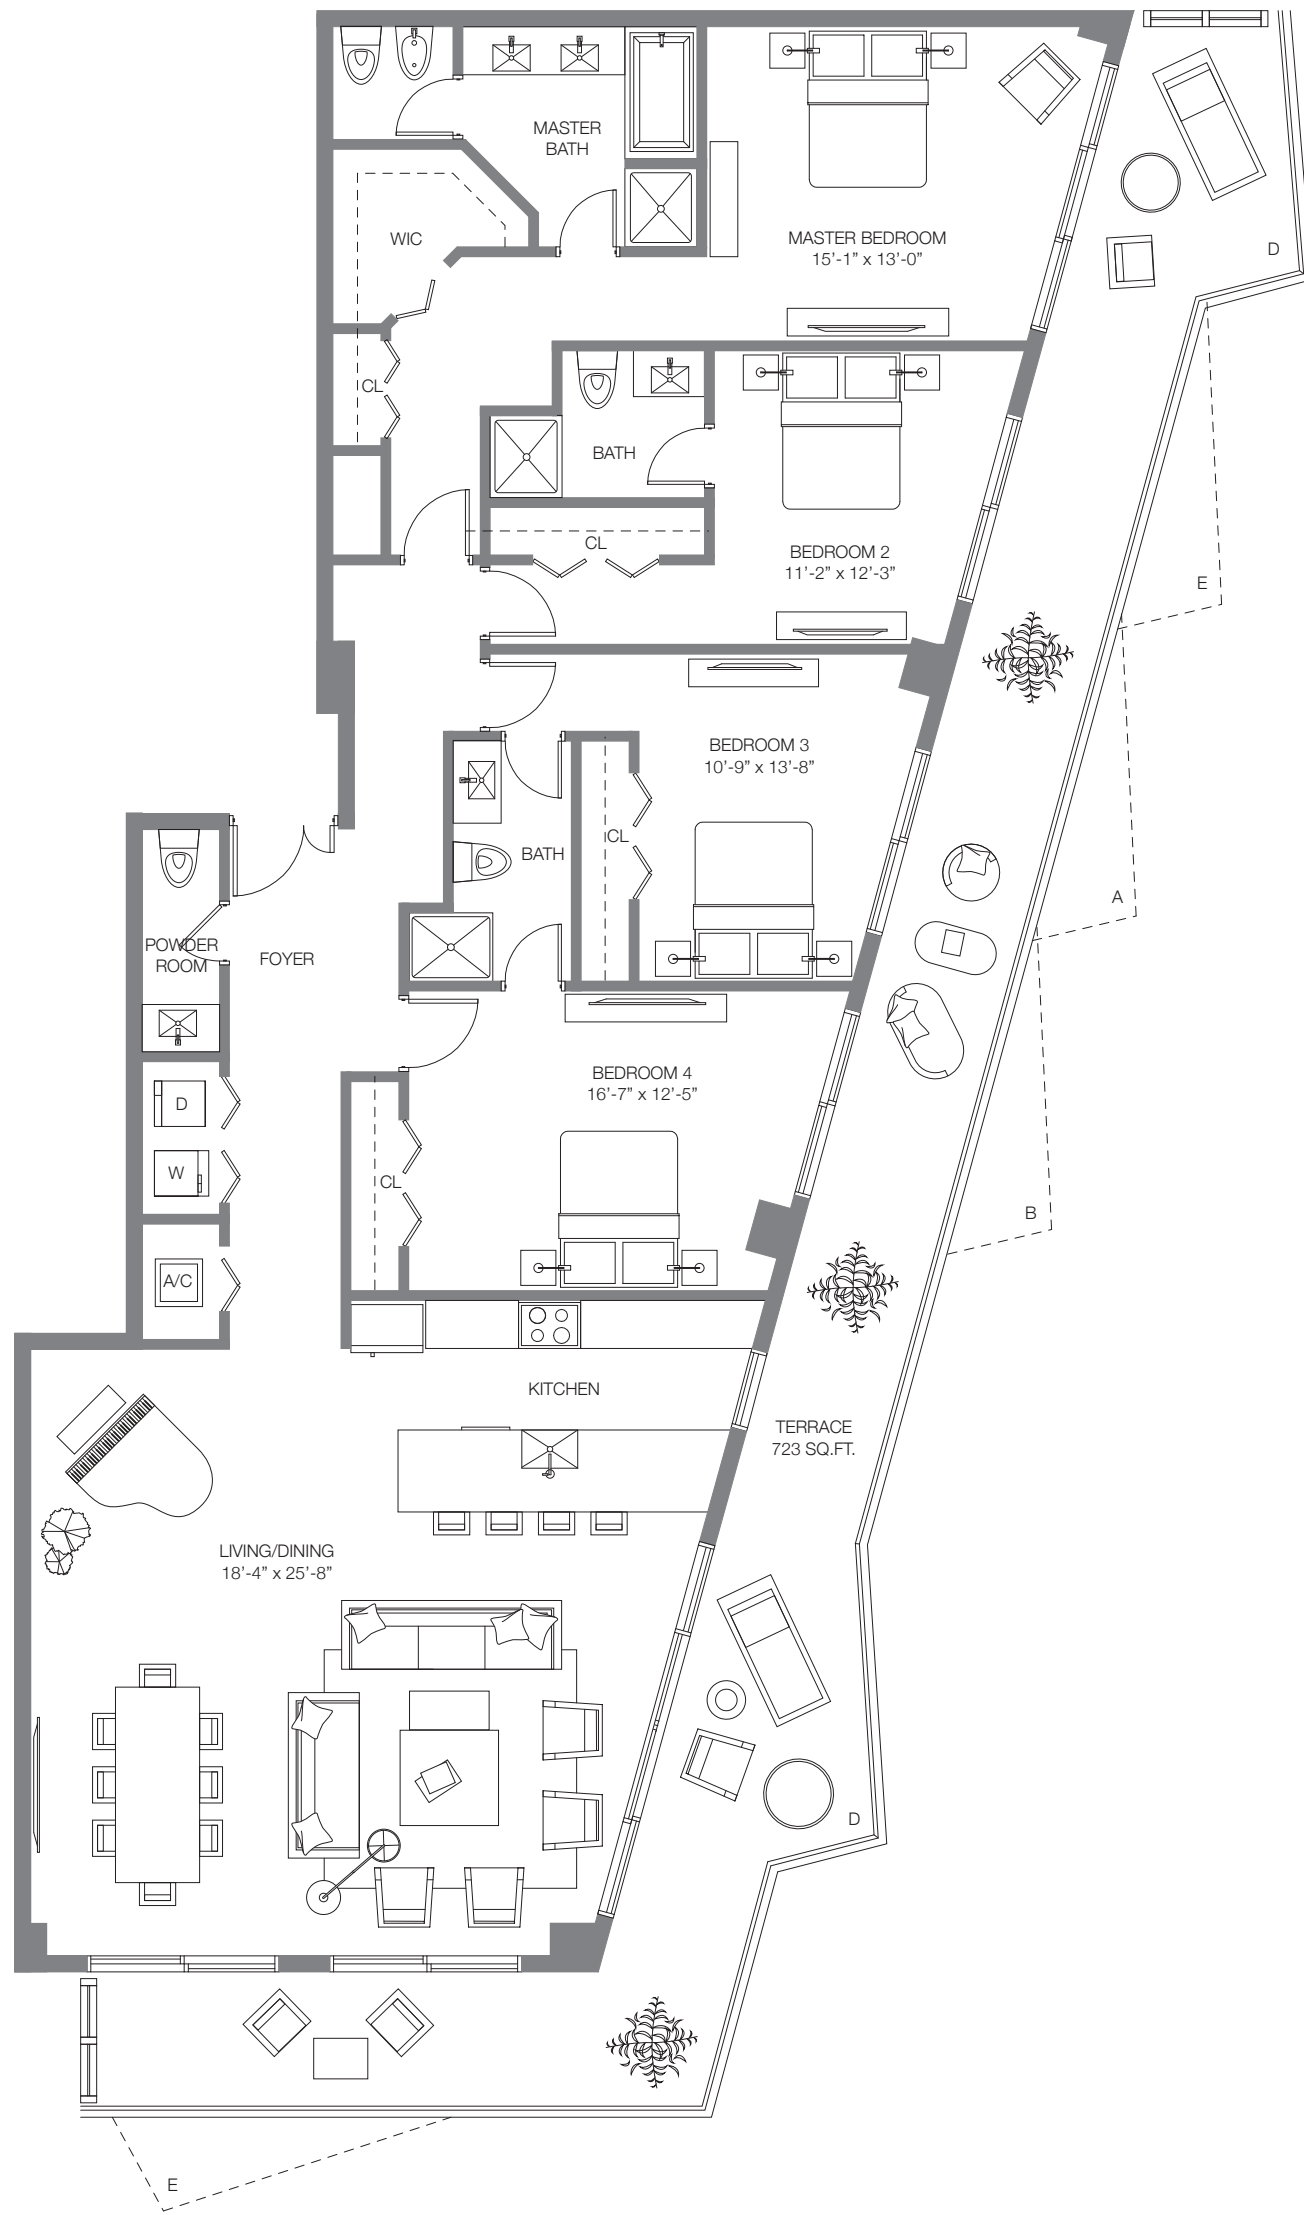 MASTER
BATH
WIC
MASTER BEDROOM
15'-1” x 13'-0”
D
CL
BATH
CL
BEDROOM 2
11'-2” x 12'-3”
E
BEDROOM 3
10'-9” x 13'-8”
CL
BATH
A
POWDER
ROOM
FOYER
BEDROOM 4
16'-7” x 12'-5”
D
W
CL
B
A/C
KITCHEN
TERRACE
723 SQ.FT.
LIVING/DINING
18'-4” x 25'-8”
D
E